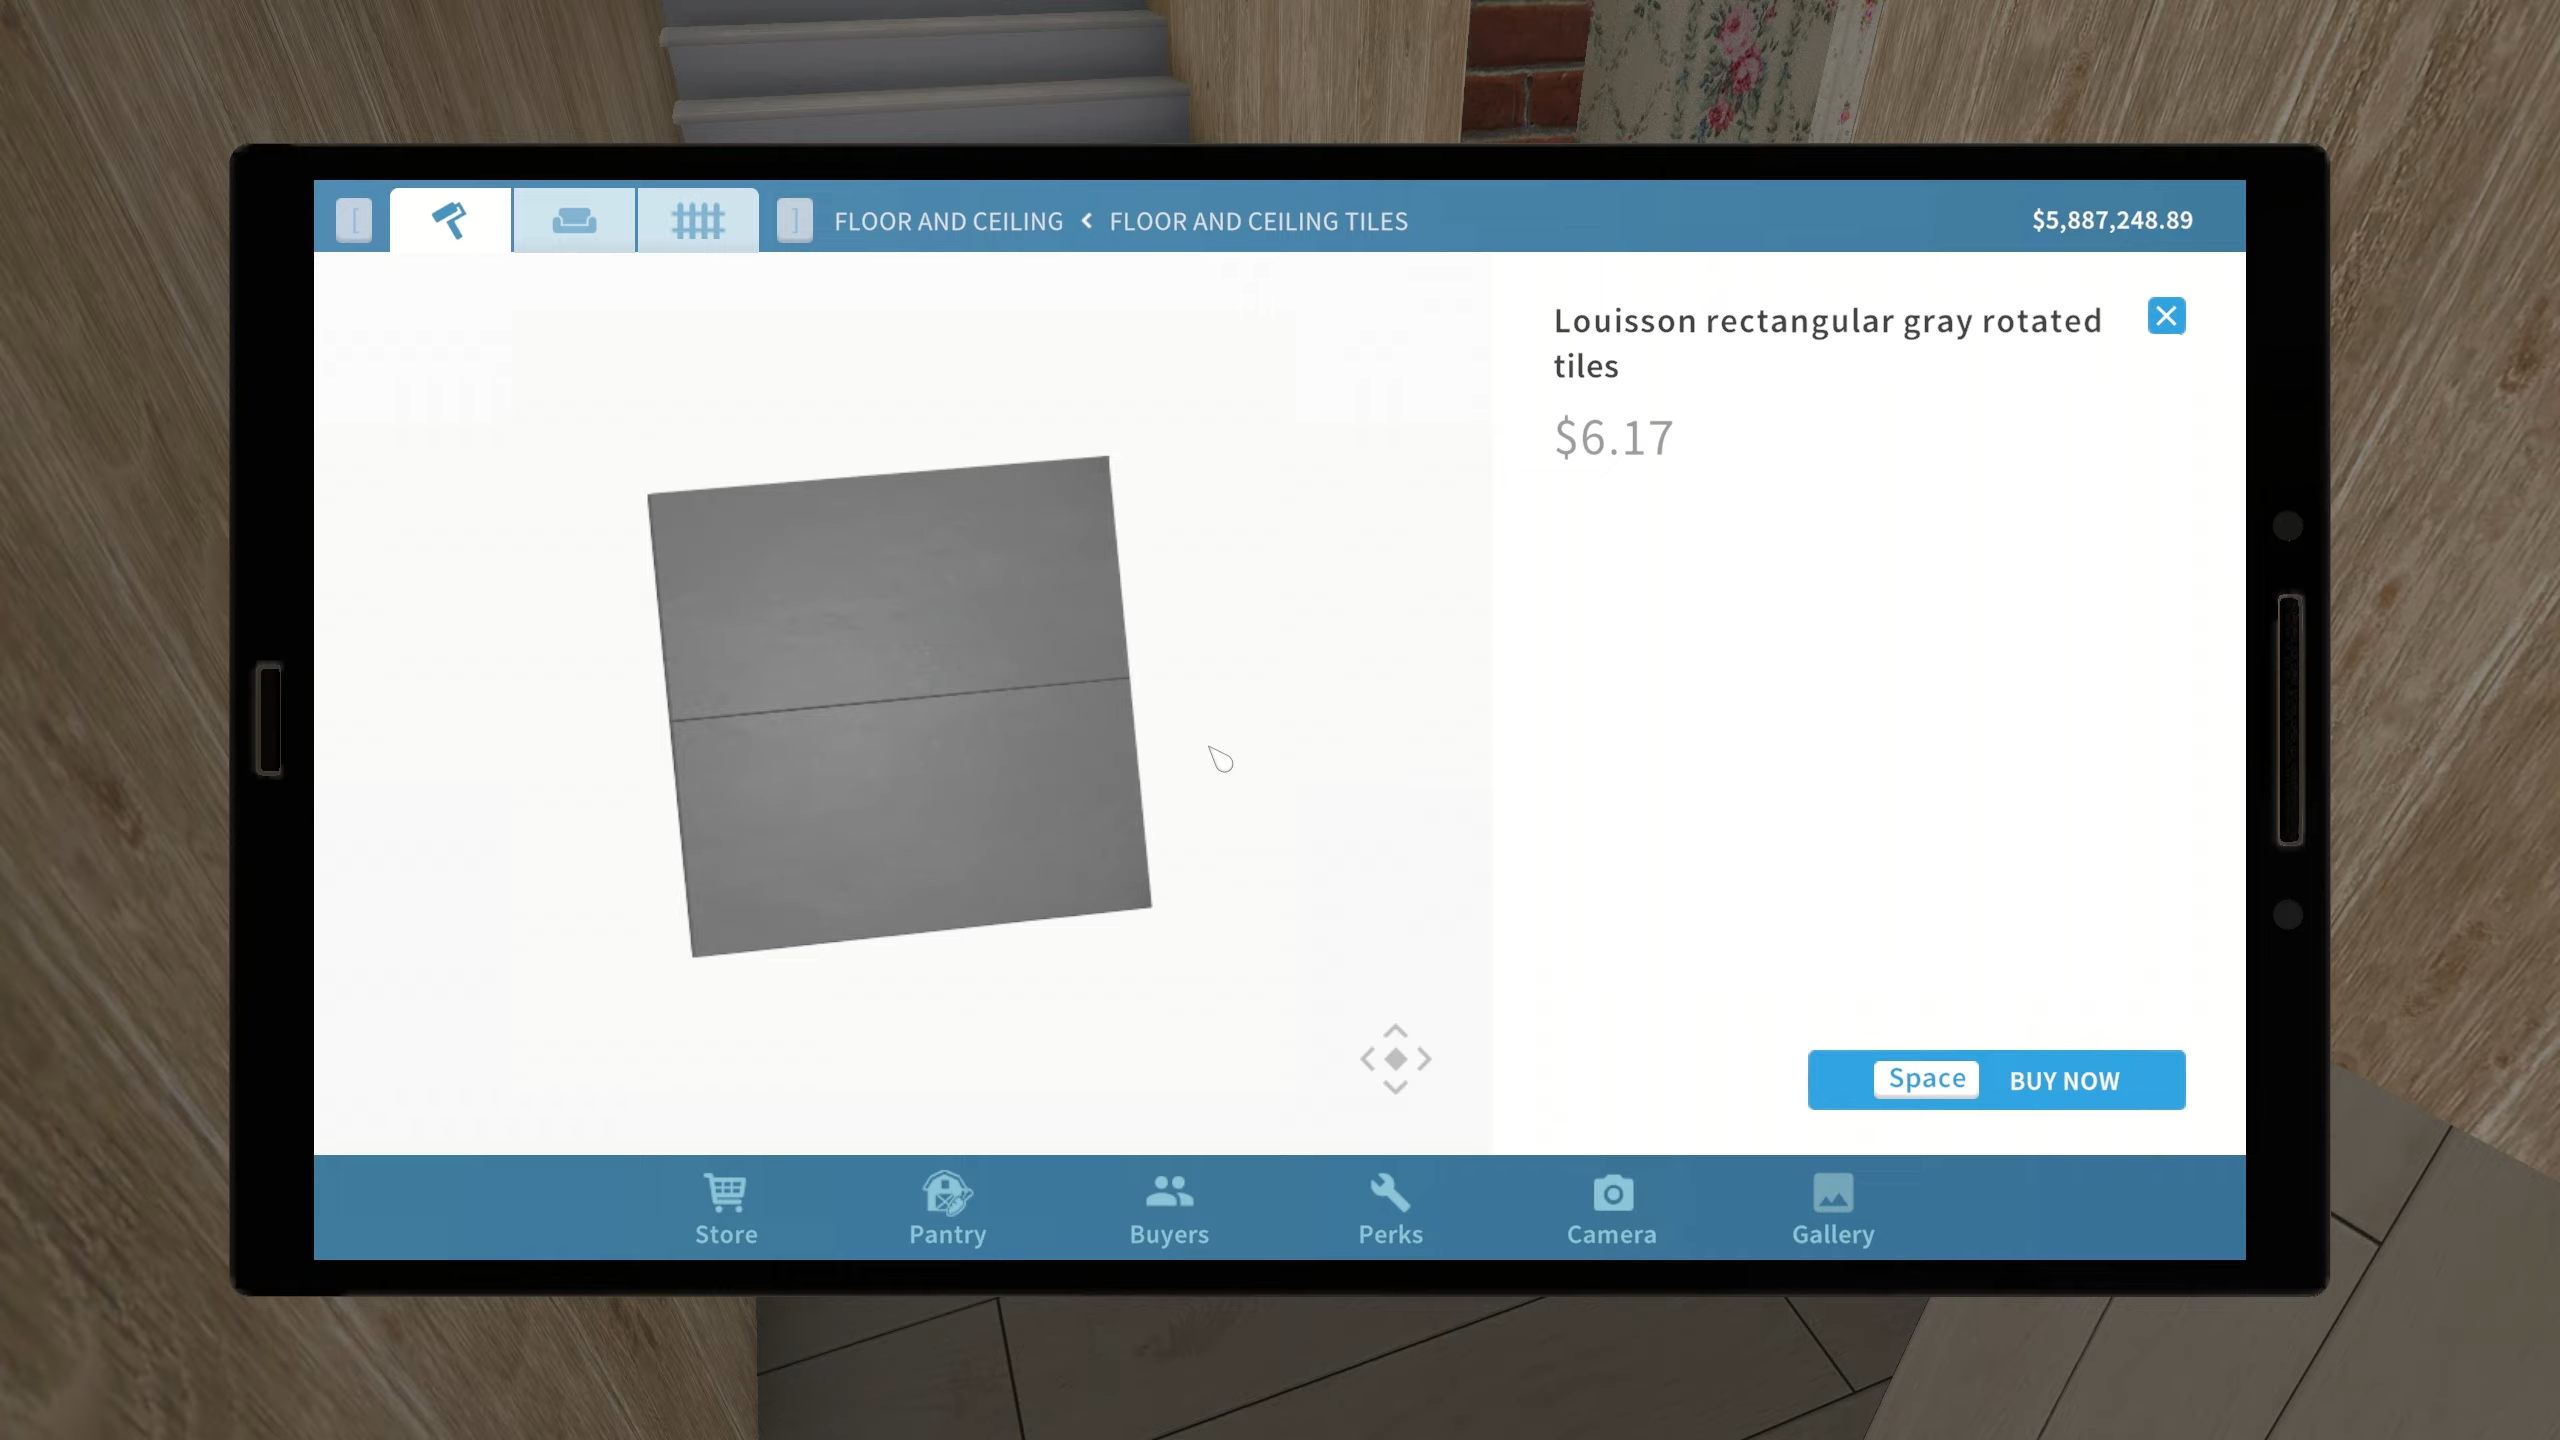 [
]
FLOOR AND CEILING < FLOOR AND CEILING TILES
$5,887,248.89
Louisson rectangular gray rotated
tiles
$6.17
Space BUY NOW
Store
Pantry
Buyers
Perks
Camera
Gallery